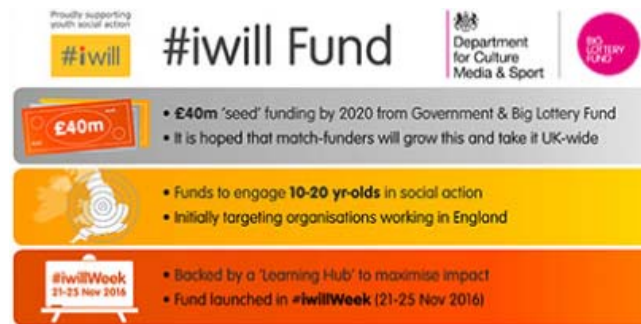 Proudly supporting
youth social action
#iwill
#iwill Fund
Department
for Culture
Media & Sport
BIG
LOTTERY
FUND
£40m
• £40m 'seed' funding by 2020 from Government & Big Lottery Fund
• It is hoped that match-funders will grow this and take it UK-wide
• Funds to engage 10-20 yr-olds in social action
• Initially targeting organisations working in England
#iwillWeek
21-25 Nov 2016
• Backed by a 'Learning Hub' to maximise impact
• Fund launched in #iwillWeek (21-25 Nov 2016)